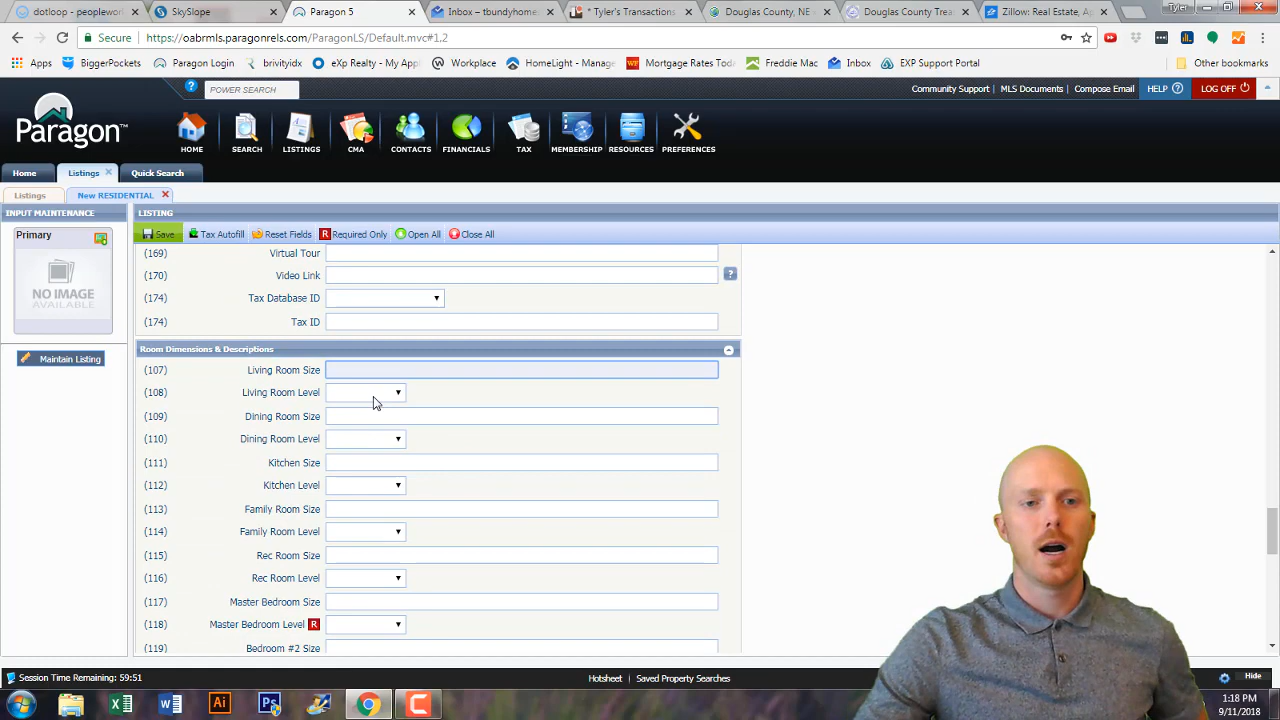 dotloop - peoplework
SkySlope
Paragon 5
Inbox - tbundyhome
* Tyler's Transactions
Douglas County, NE -
Douglas County Trea
Zillow: Real Estate, A
Tyler
Secure
https://oabrmls.paragonrels.com/ParagonLS/Default.mvc#1.2
Apps
BiggerPockets
Paragon Login
brivityidx
eXp Realty - My App
Workplace
HomeLight - Manage
Mortgage Rates Tod
Freddie Mac
Inbox
EXP Support Portal
Other bookmarks
POWER SEARCH
Community Support
MLS Documents
Compose Email
HELP
LOG OFF
Paragon™
HOME
SEARCH
LISTINGS
CMA
CONTACTS
FINANCIALS
TAX
MEMBERSHIP
RESOURCES
PREFERENCES
Home
Listings
Quick Search
Listings
New RESIDENTIAL
INPUT MAINTENANCE
LISTING
Primary
Save
Tax Autofill
Reset Fields
R Required Only
Open All
Close All
NO IMAGE
AVAILABLE
Maintain Listing
(169) Virtual Tour
(170) Video Link
(174) Tax Database ID
(174) Tax ID
Room Dimensions & Descriptions
(107) Living Room Size
(108) Living Room Level
(109) Dining Room Size
(110) Dining Room Level
(111) Kitchen Size
(112) Kitchen Level
(113) Family Room Size
(114) Family Room Level
(115) Rec Room Size
(116) Rec Room Level
(117) Master Bedroom Size
(118) Master Bedroom Level R
(119) Bedroom #2 Size
Session Time Remaining: 59:51
Hotsheet
Saved Property Searches
Hide
1:18 PM
9/11/2018